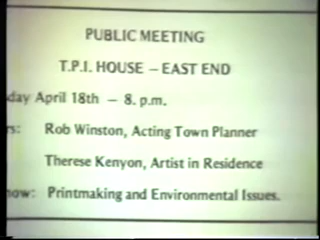 PUBLIC MEETING
T.P.I. HOUSE – EAST END
day April 18th – 8. p.m.
rs: Rob Winston, Acting Town Planner
Therese Kenyon, Artist in Residence
now: Printmaking and Environmental Issues.